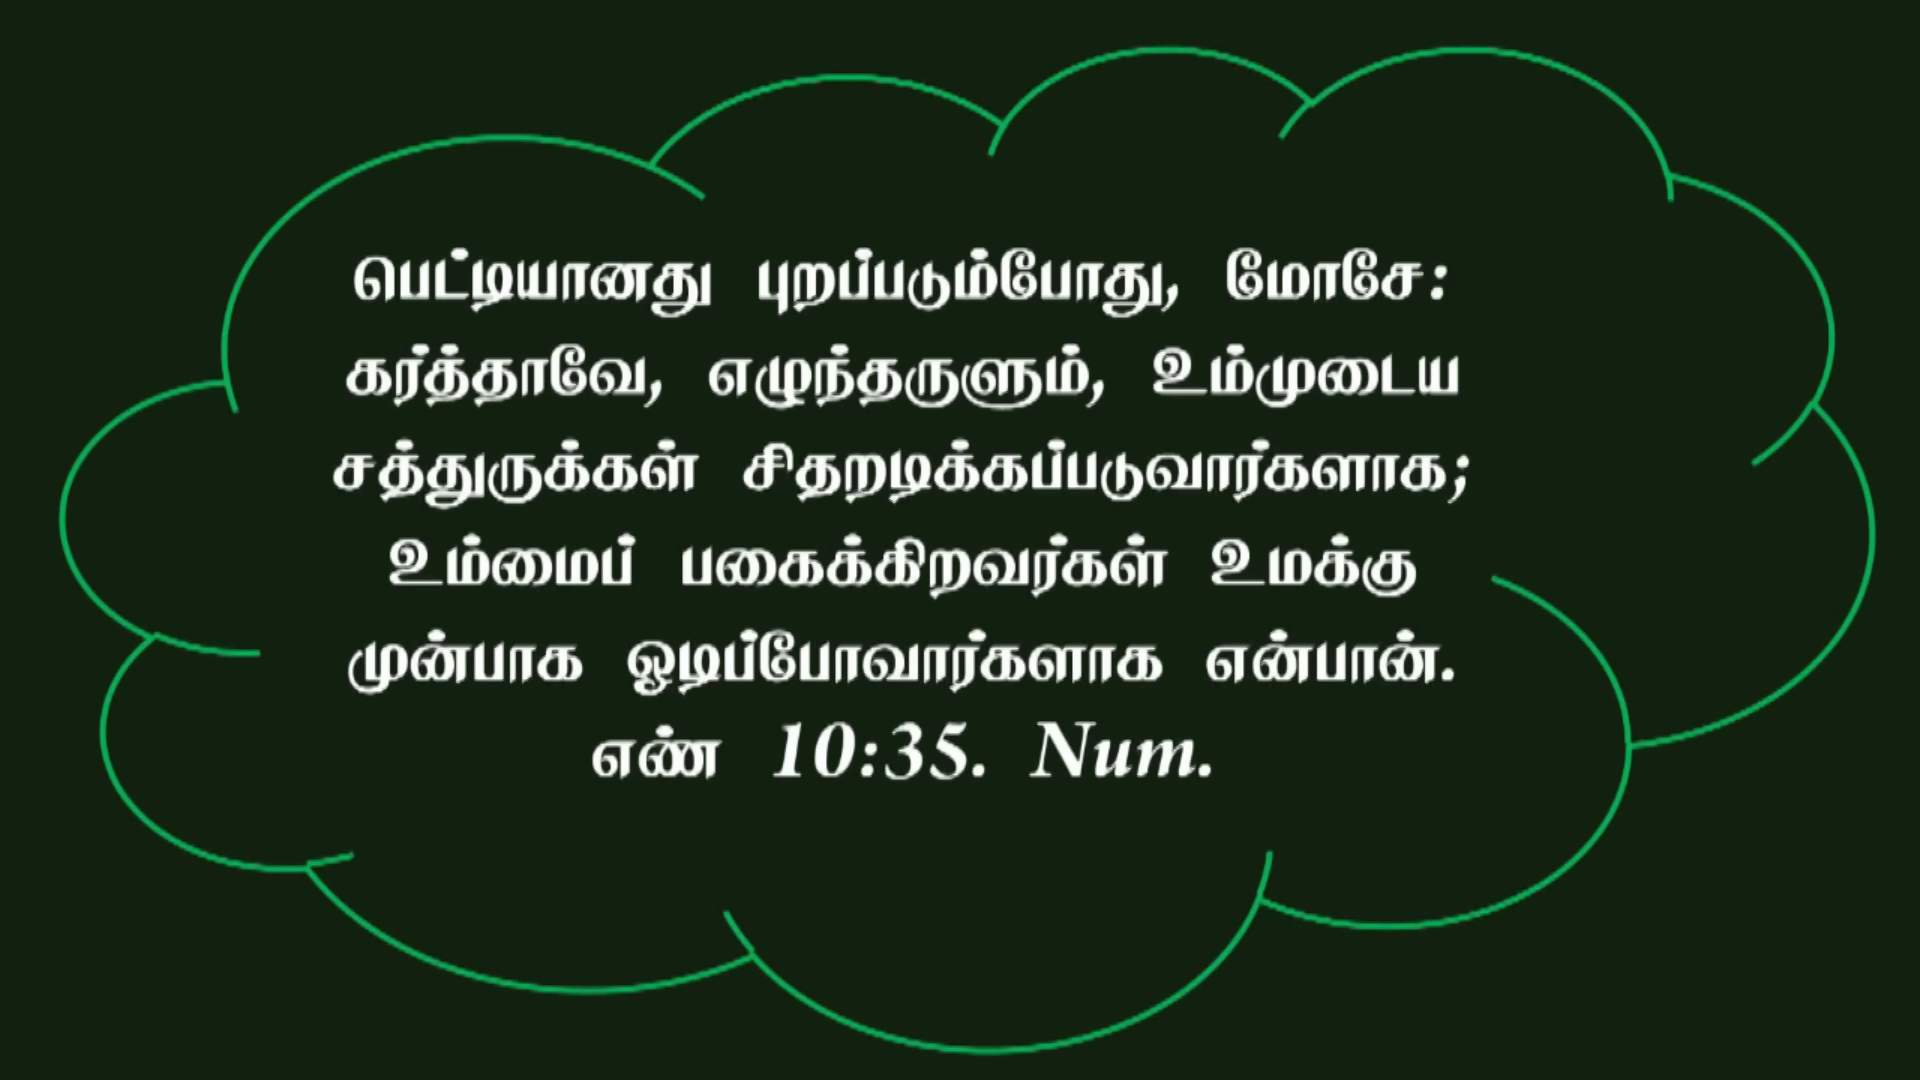 பெட்டியானது புறப்படும்போது, மோசே:
கர்த்தாவே, எழுந்தருளும், உம்முடைய
சத்துருக்கள் சிதறடிக்கப்படுவார்களாக;
உம்மைப் பகைக்கிறவர்கள் உமக்கு
முன்பாக ஓடிப்போவார்களாக என்பான்.
எண் 10:35. Num.